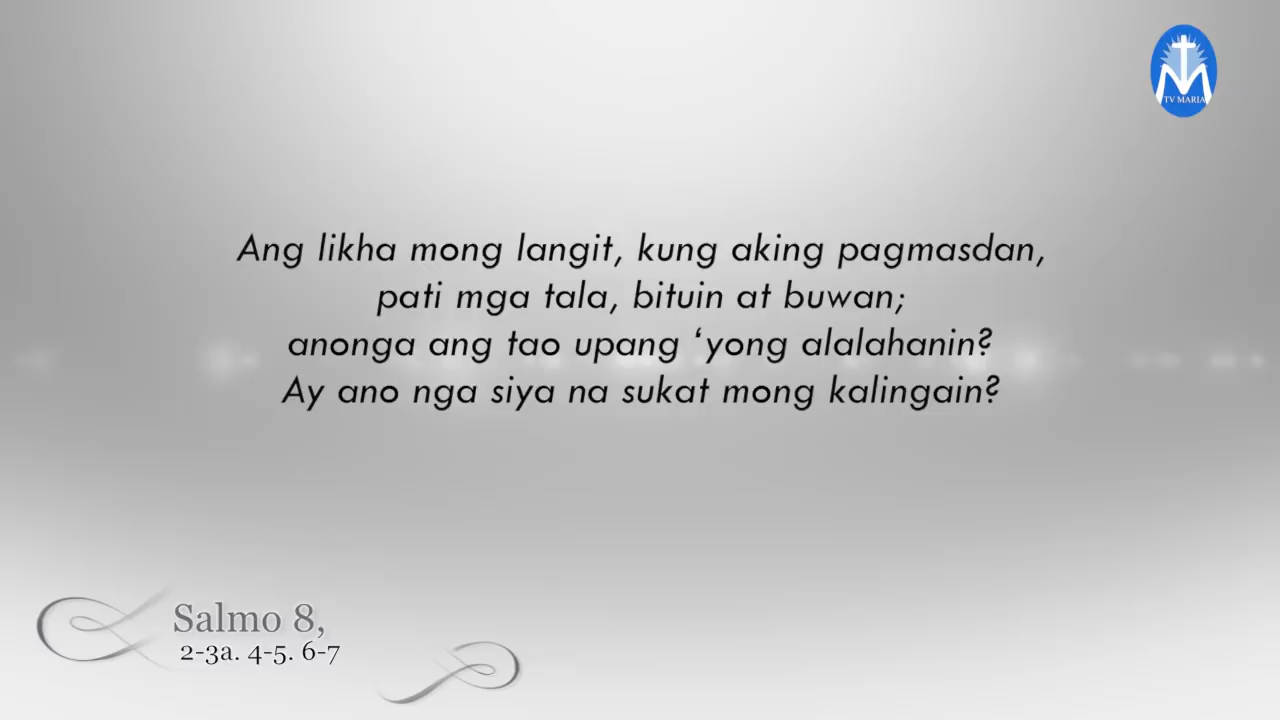 TV MARIA
Ang likha mong langit, kung aking pagmasdan,
pati mga tala, bituin at buwan;
anonga ang tao upang ‘yong alalahanin?
Ay ano nga siya na sukat mong kalingain?
Salmo 8,
2-3a. 4-5. 6-7